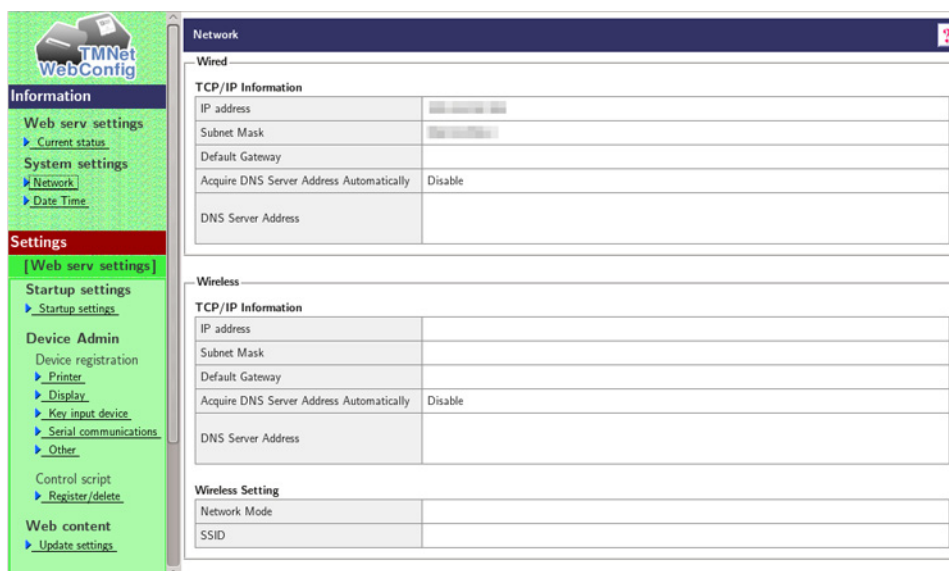 TMNet
WebConfig
Information
Web serv settings
Current status
System settings
Network
Date Time
Settings
[Web serv settings]
Startup settings
Startup settings
Device Admin
Device registration
Printer
Display
Key input device
Serial communications
Other
Control script
Register/delete
Web content
Update settings
Network
?
Wired
TCP/IP Information
IP address
Subnet Mask
Default Gateway
Acquire DNS Server Address Automatically Disable
DNS Server Address
Wireless
TCP/IP Information
IP address
Subnet Mask
Default Gateway
Acquire DNS Server Address Automatically Disable
DNS Server Address
Wireless Setting
Network Mode
SSID